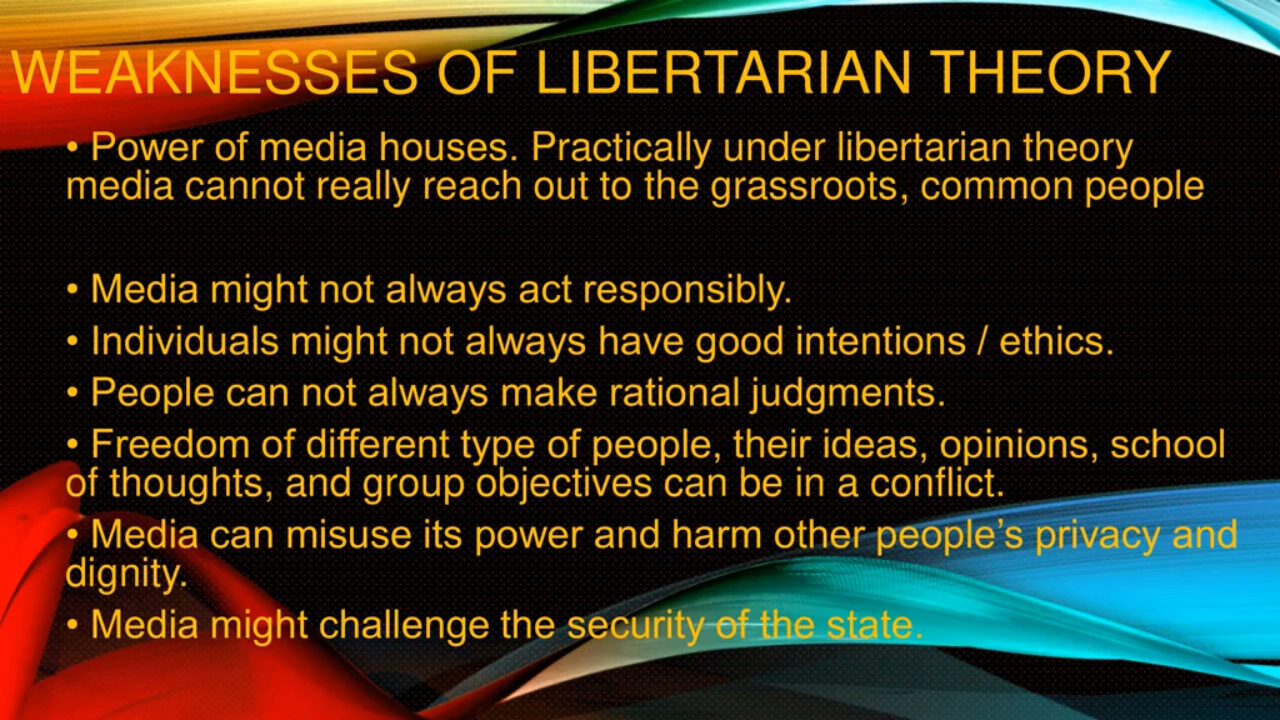 WEAKNESSES OF LIBERTARIAN THEORY
• Power of media houses. Practically under libertarian theory
media cannot really reach out to the grassroots, common people
• Media might not always act responsibly.
• Individuals might not always have good intentions / ethics.
• People can not always make rational judgments.
• Freedom of different type of people, their ideas, opinions, school
of thoughts, and group objectives can be in a conflict.
• Media can misuse its power and harm other people’s privacy and
dignity.
• Media might challenge the security of the state.